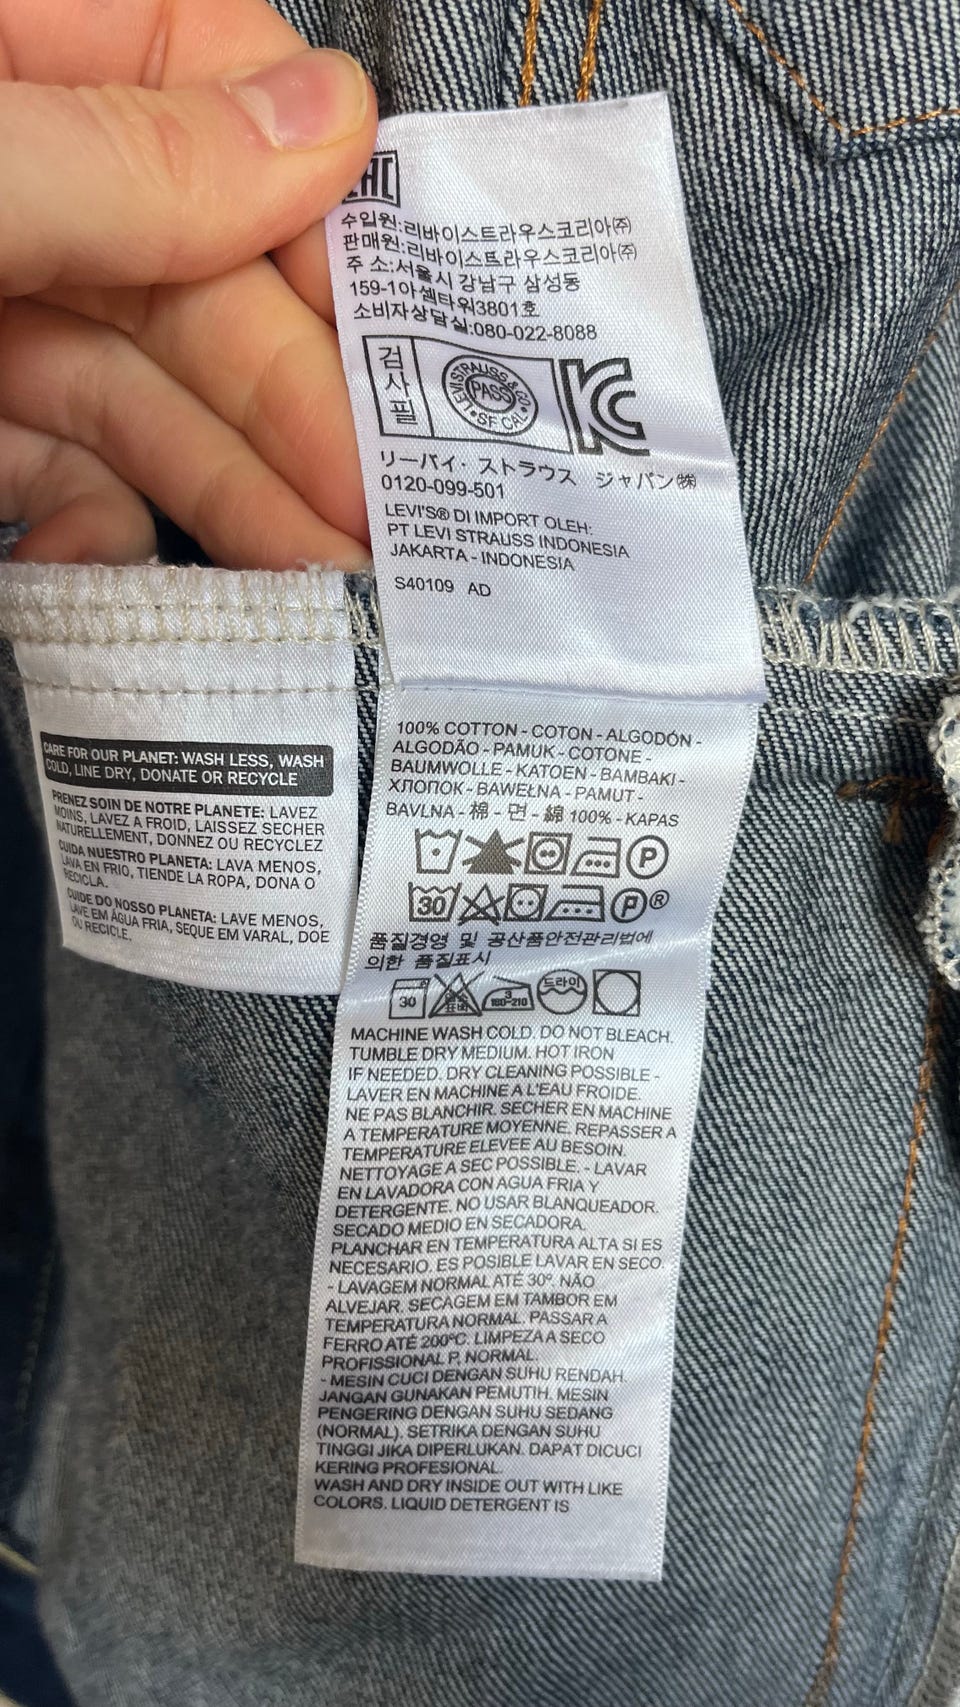 EAC
수입원:리바이스트라우스코리아㈜
판매원:리바이스트라우스코리아㈜
주 소:서울시 강남구 삼성동
159-1아셈타워3801호
소비자상담실:080-022-8088
검사필
LEVI STRAUSS & CO
PASS
SF CAL
KC
リーバイ・ストラウス ジャパン㈱
0120-099-501
LEVI'S® DI IMPORT OLEH:
PT LEVI STRAUSS INDONESIA
JAKARTA - INDONESIA
S40109 AD
CARE FOR OUR PLANET: WASH LESS, WASH
COLD, LINE DRY, DONATE OR RECYCLE
PRENEZ SOIN DE NOTRE PLANETE: LAVEZ
MOINS, LAVEZ A FROID, LAISSEZ SECHER
NATURELLEMENT, DONNEZ OU RECYCLEZ
CUIDA NUESTRO PLANETA: LAVA MENOS,
LAVA EN FRIO, TIENDE LA ROPA, DONA O
RECICLA.
CUIDE DO NOSSO PLANETA: LAVE MENOS,
LAVE EM ÁGUA FRIA, SEQUE EM VARAL, DOE
OU RECICLE.
100% COTTON - COTON - ALGODÓN -
ALGODÃO - PAMUK - COTONE -
BAUMWOLLE - KATOEN - BAMBAKI -
ХЛОПОК - BAWEŁNA - PAMUT -
BAVLNA - 棉 - 면 - 綿 100% - KAPAS
P
30 P®
품질경영 및 공산품안전관리법에
의한 품질표시
30 염소표백 3 180-210 드라이
MACHINE WASH COLD. DO NOT BLEACH.
TUMBLE DRY MEDIUM. HOT IRON
IF NEEDED. DRY CLEANING POSSIBLE -
LAVER EN MACHINE A L'EAU FROIDE.
NE PAS BLANCHIR. SECHER EN MACHINE
A TEMPERATURE MOYENNE. REPASSER A
TEMPERATURE ELEVEE AU BESOIN.
NETTOYAGE A SEC POSSIBLE. - LAVAR
EN LAVADORA CON AGUA FRIA Y
DETERGENTE. NO USAR BLANQUEADOR.
SECADO MEDIO EN SECADORA.
PLANCHAR EN TEMPERATURA ALTA SI ES
NECESARIO. ES POSIBLE LAVAR EN SECO.
- LAVAGEM NORMAL ATÉ 30º. NÃO
ALVEJAR. SECAGEM EM TAMBOR EM
TEMPERATURA NORMAL. PASSAR A
FERRO ATÉ 200ºC. LIMPEZA A SECO
PROFISSIONAL P, NORMAL.
- MESIN CUCI DENGAN SUHU RENDAH.
JANGAN GUNAKAN PEMUTIH. MESIN
PENGERING DENGAN SUHU SEDANG
(NORMAL). SETRIKA DENGAN SUHU
TINGGI JIKA DIPERLUKAN. DAPAT DICUCI
KERING PROFESIONAL.
WASH AND DRY INSIDE OUT WITH LIKE
COLORS. LIQUID DETERGENT IS